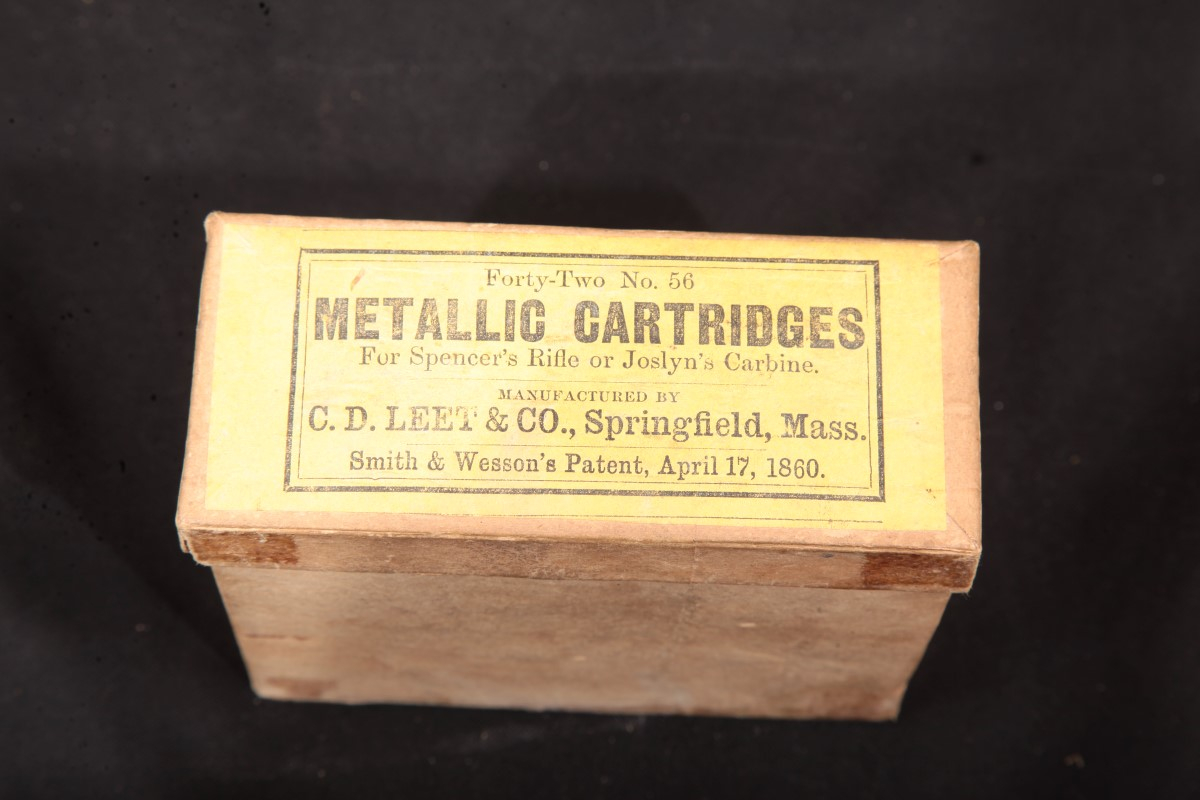 Forty-Two No. 56
METALLIC CARTRIDGES
For Spencer's Rifle or Joslyn's Carbine.
MANUFACTURED BY
C. D. LEET & CO., Springfield, Mass.
Smith & Wesson's Patent, April 17, 1860.